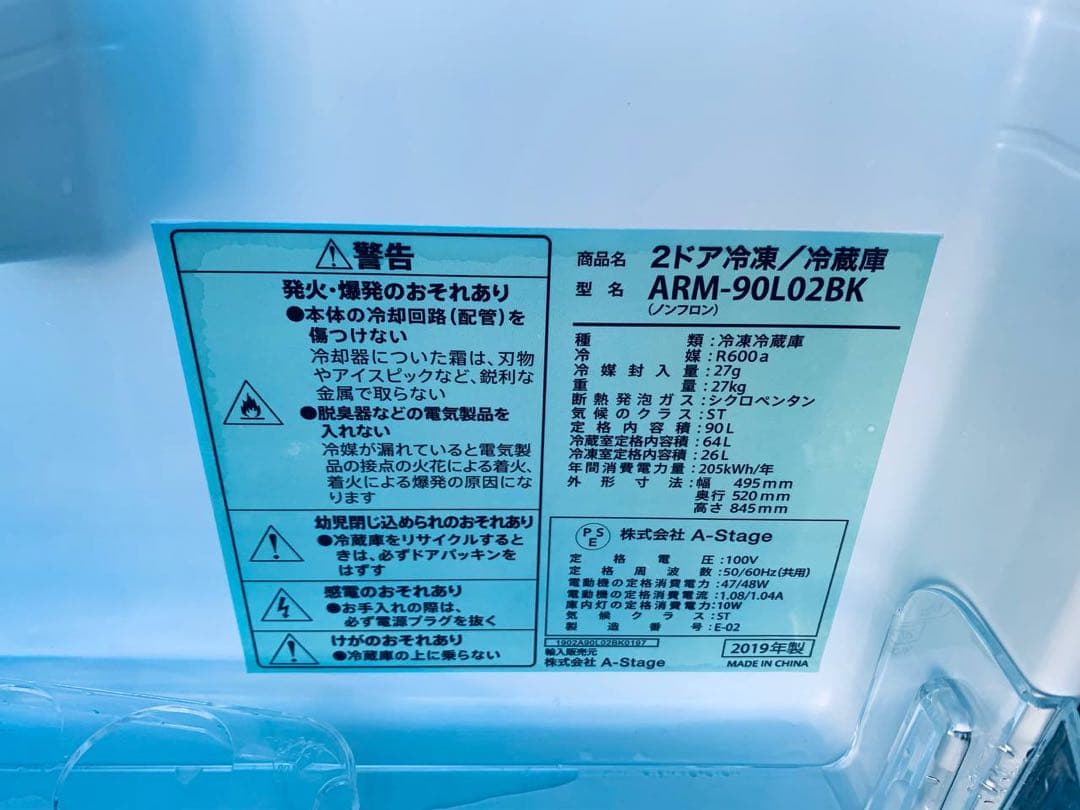 警告
発火・爆発のおそれあり
●本体の冷却回路(配管)を
傷つけない
冷却器についた霜は、刃物
やアイスピックなど、鋭利な
金属で取らない
●脱臭器などの電気製品を
入れない
冷媒が漏れていると電気製
品の接点の火花による着火、
着火による爆発の原因にな
ります
幼児閉じ込められのおそれあり
●冷蔵庫をリサイクルすると
きは、必ずドアパッキンを
はずす
感電のおそれあり
●お手入れの際は、
必ず電源プラグを抜く
けがのおそれあり
●冷蔵庫の上に乗らない
商品名 2ドア冷凍/冷蔵庫
型名 ARM-90L02BK
(ノンフロン)
種類:冷凍冷蔵庫
冷媒:R600a
冷媒封入量:27g
重量:27kg
断熱発泡ガス:シクロペンタン
気候のクラス:ST
定格内容積:90L
冷蔵室定格内容積:64L
冷凍室定格内容積:26L
年間消費電力量:205kWh/年
外形寸法:幅 495mm
奥行 520mm
高さ 845mm
PSE 株式会社 A-Stage
定格電圧:100V
定格周波数:50/60Hz(共用)
電動機の定格消費電力:47/48W
電動機の定格消費電流:1.08/1.04A
庫内灯の定格消費電力:10W
気候クラス:ST
製造番号:E-02
1902A90L02BK0197
輸入販売元
株式会社 A-Stage
2019年製
MADE IN CHINA